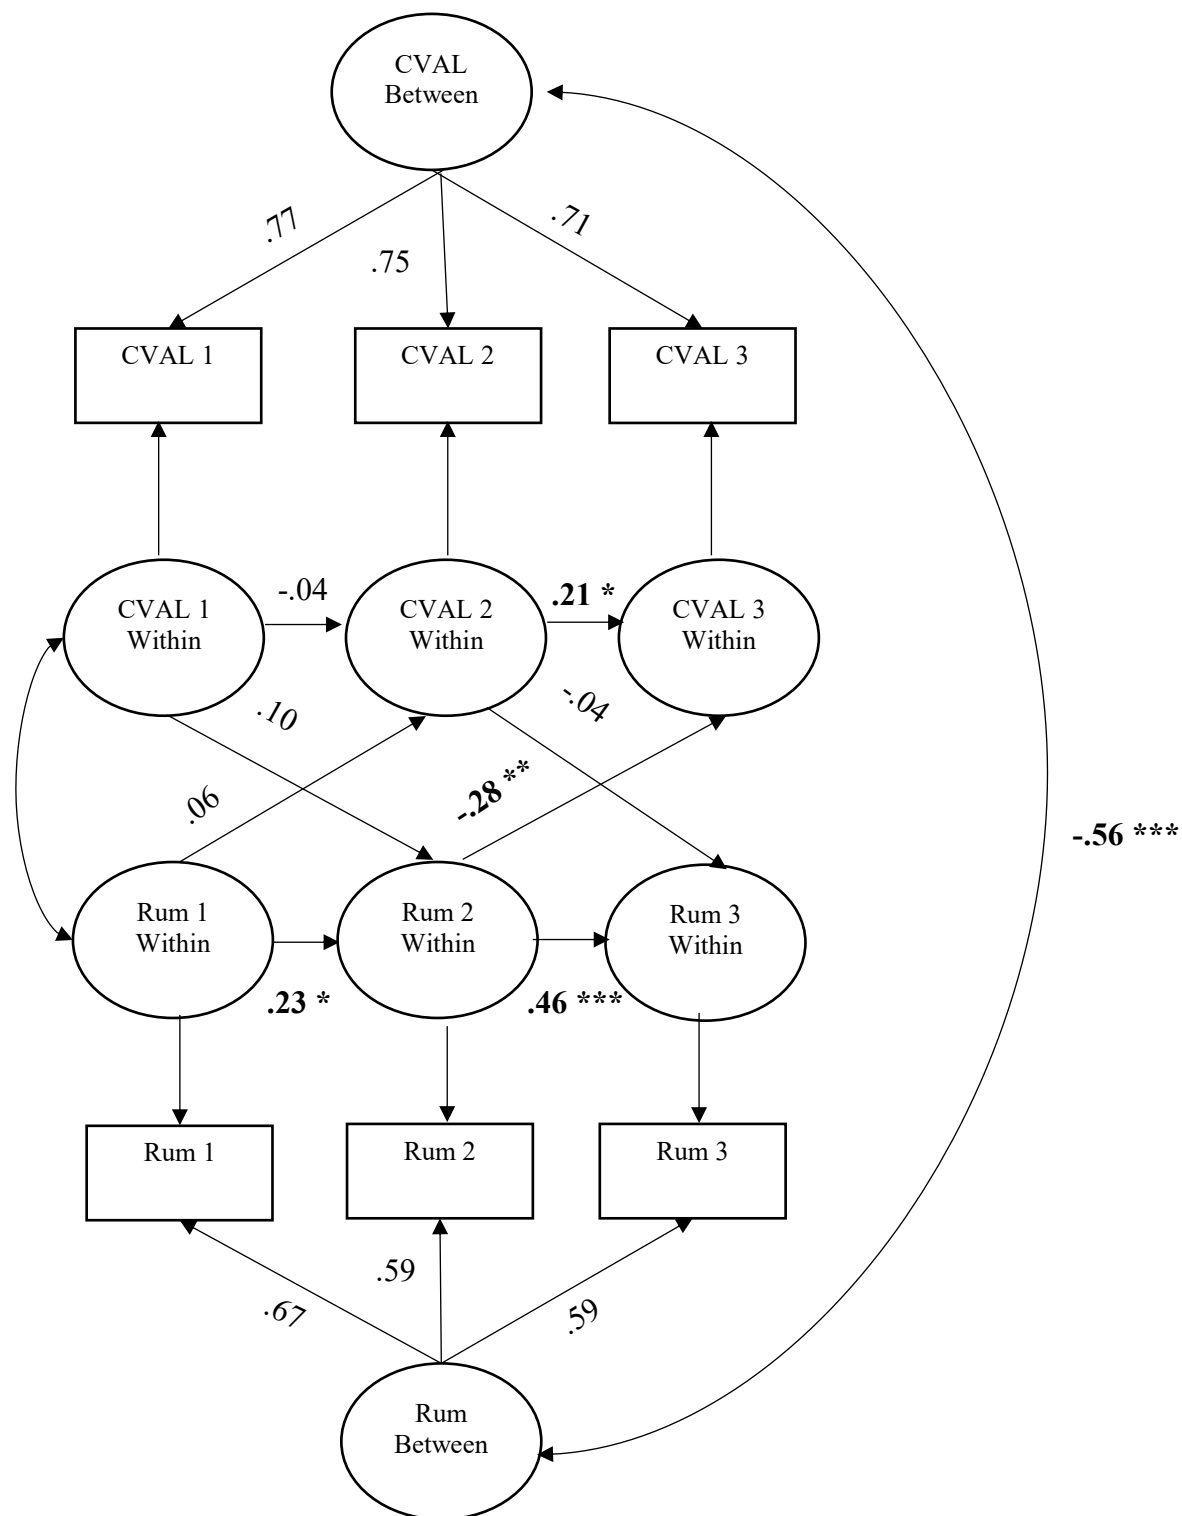 CVAL
Between
.77
.71
.75
CVAL 1
CVAL 2
CVAL 3
-.04
.21 *
CVAL 1
Within
CVAL 2
Within
CVAL 3
Within
.10
-.04
.06
-.28 **
-.56 ***
Rum 1
Within
Rum 2
Within
Rum 3
Within
.23 *
.46 ***
Rum 1
Rum 2
Rum 3
.67
.59
.59
Rum
Between